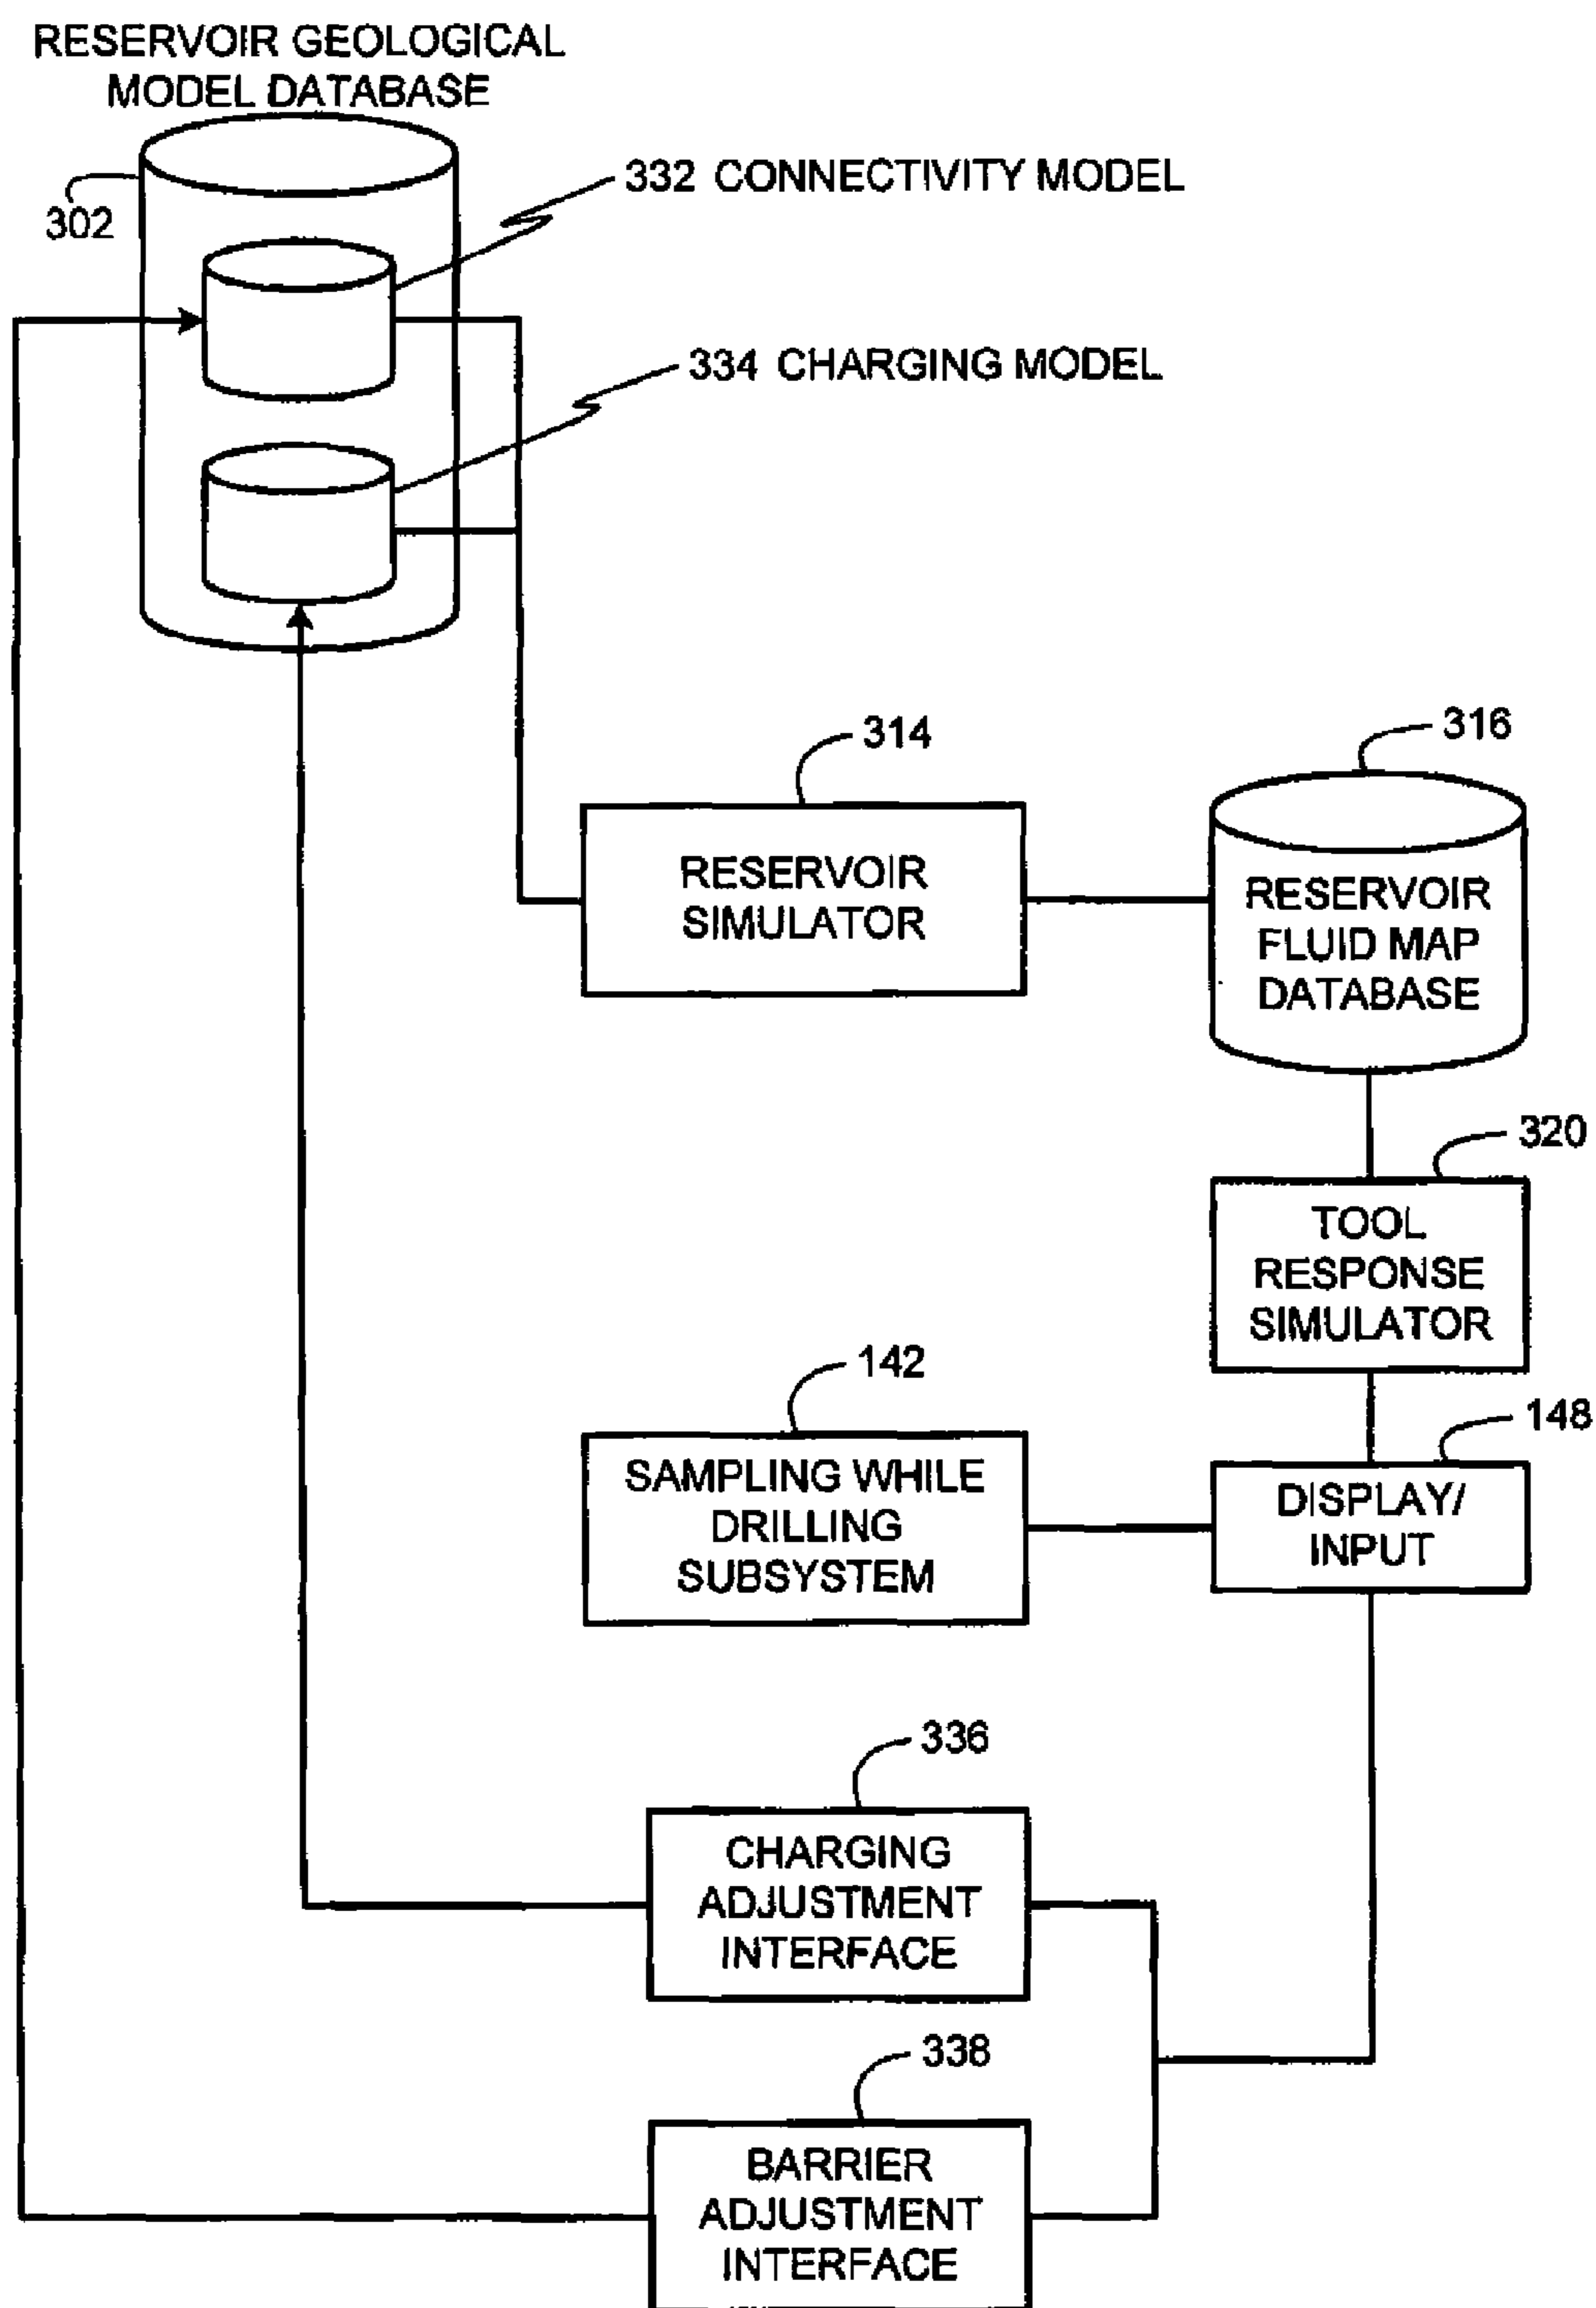 RESERVOIR GEOLOGICAL
MODEL DATABASE
302
332 CONNECTIVITY MODEL
334 CHARGING MODEL
314
RESERVOIR
SIMULATOR
316
RESERVOIR
FLUID MAP
DATABASE
320
TOOL
RESPONSE
SIMULATOR
142
SAMPLING WHILE
DRILLING
SUBSYSTEM
148
DISPLAY/
INPUT
336
CHARGING
ADJUSTMENT
INTERFACE
338
BARRIER
ADJUSTMENT
INTERFACE